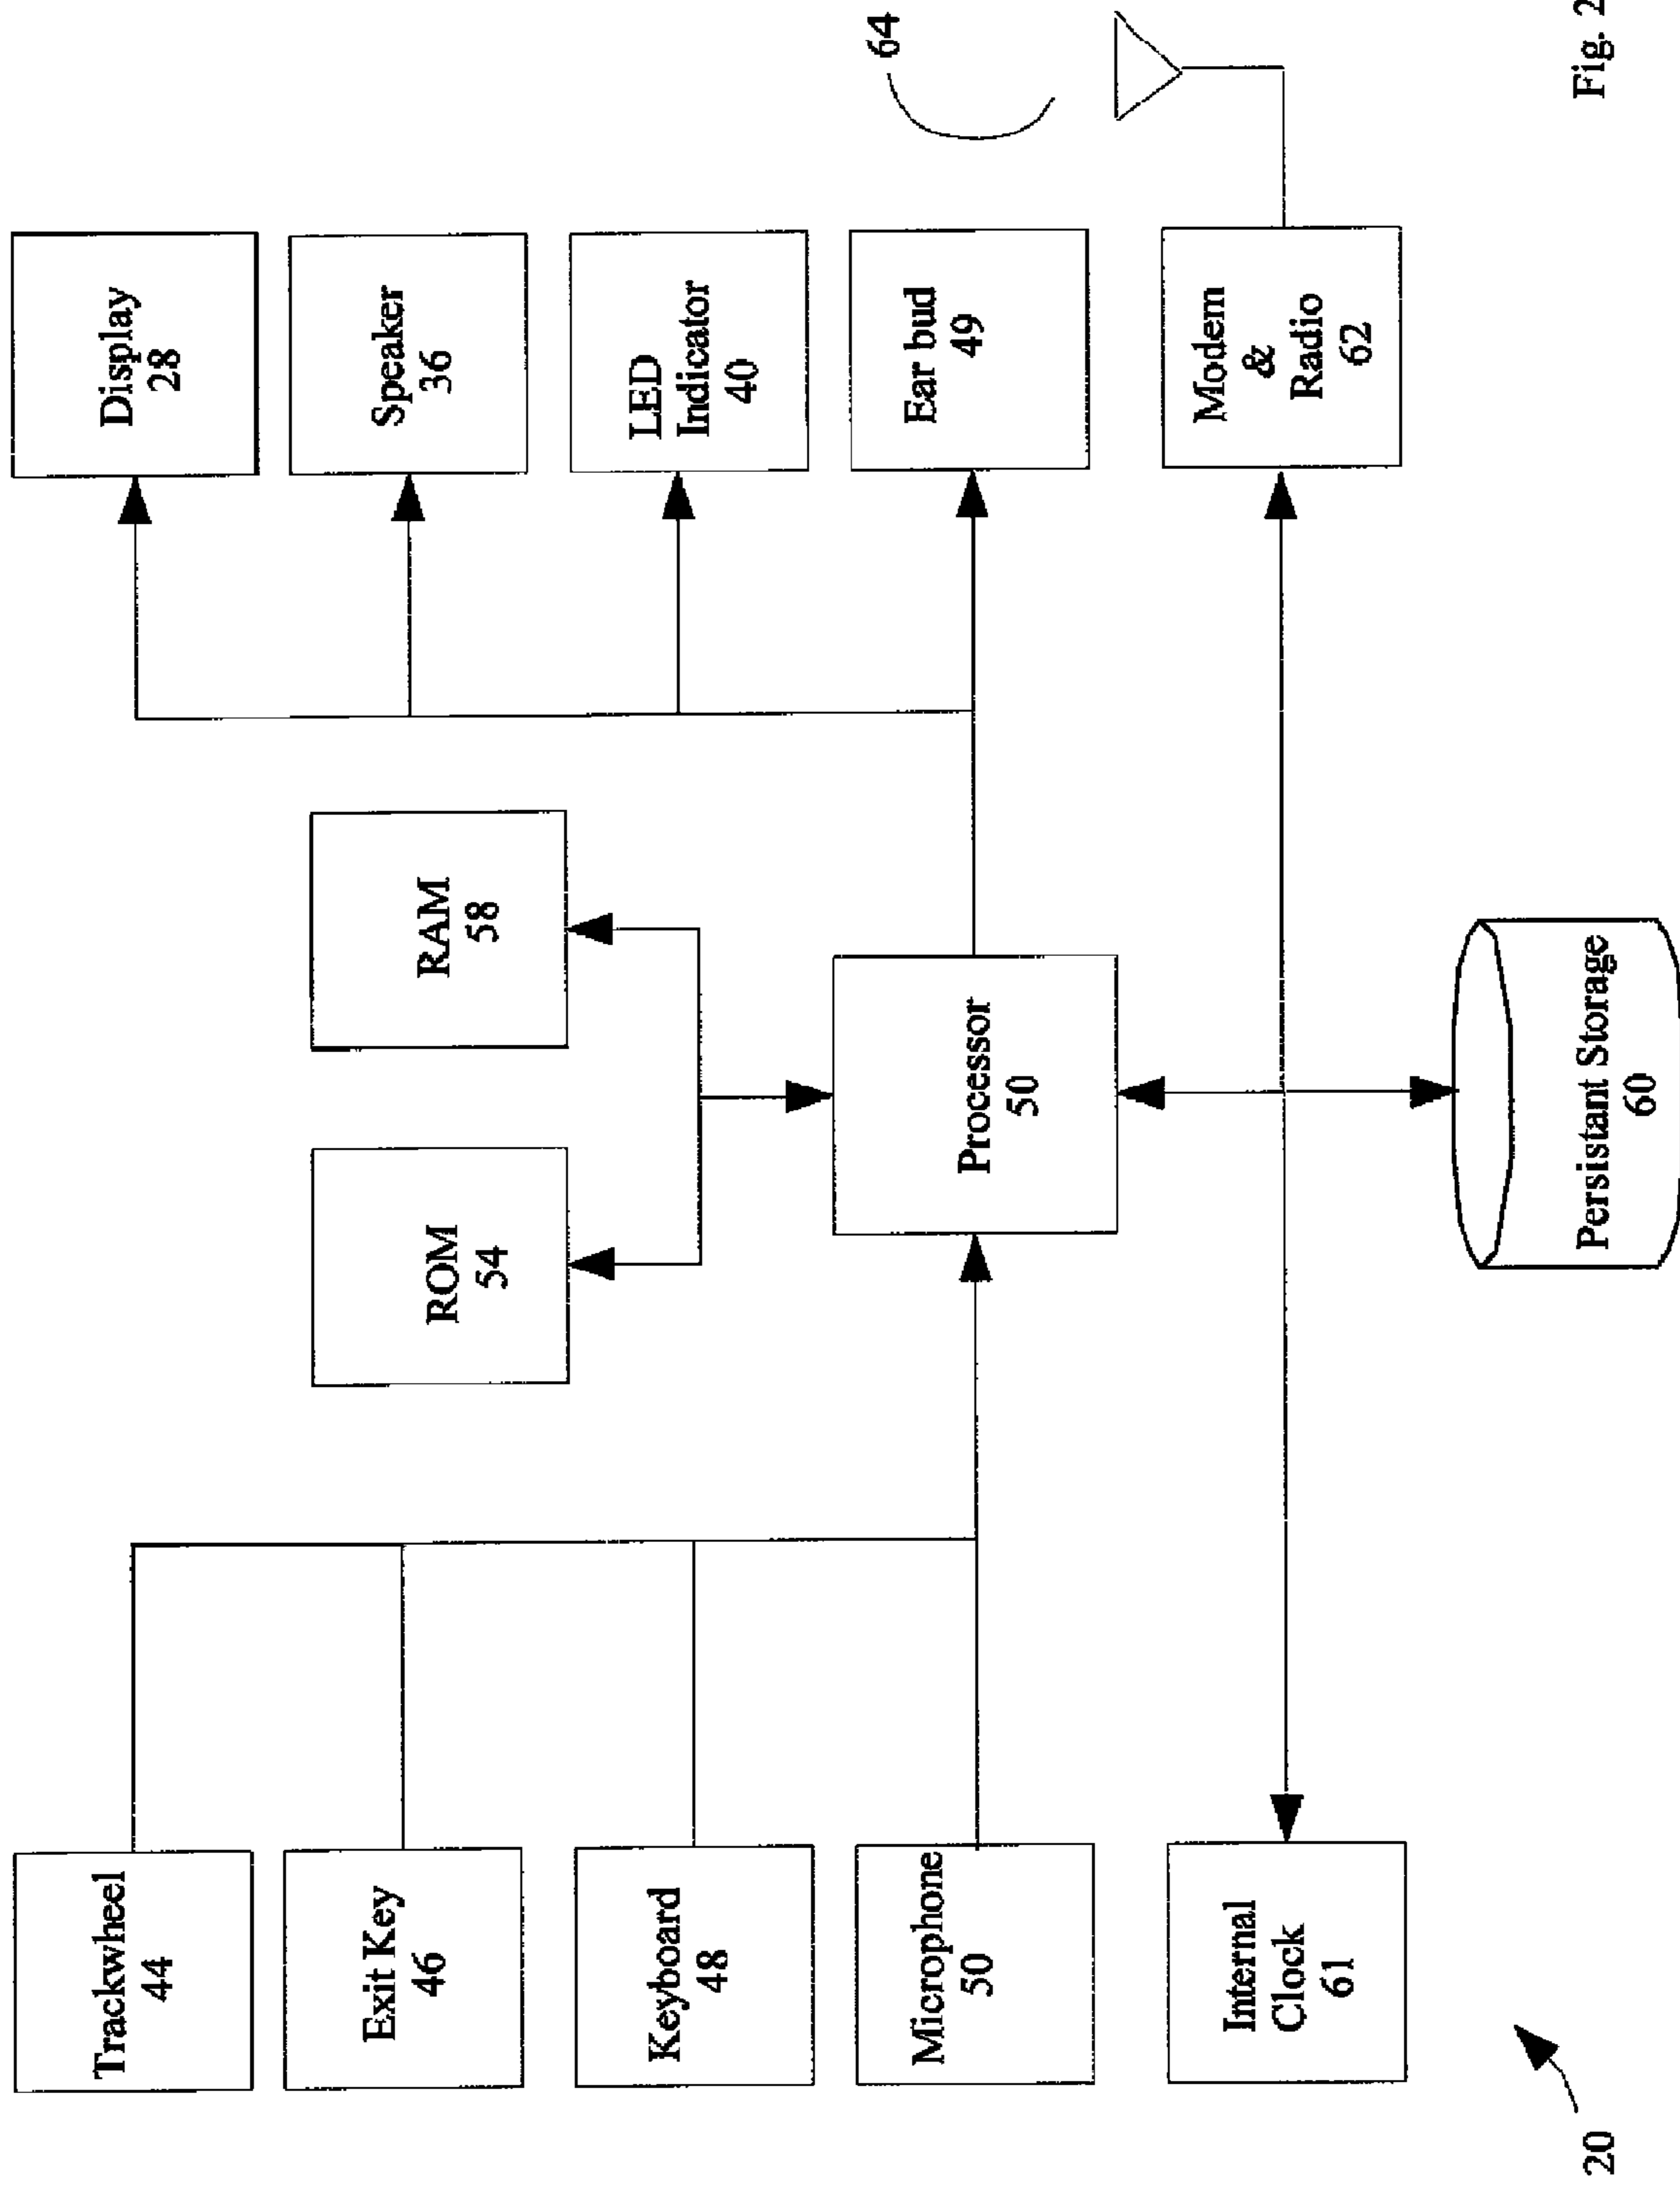 Trackwheel
44
Exit Key
46
Keyboard
48
Microphone
50
Internal
Clock
61
ROM
54
RAM
58
Processor
50
Persistant Storage
60
Display
28
Speaker
36
LED
Indicator
40
Ear bud
49
Modem
&
Radio
62
64
20
Fig. 2